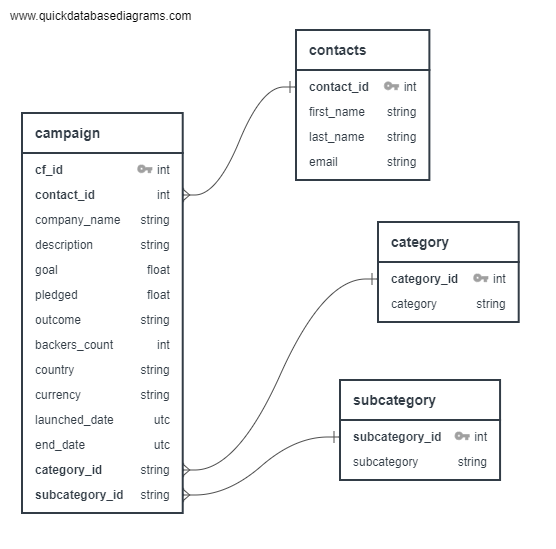 www.quickdatabasediagrams.com
contacts
contact_id int
first_name string
last_name string
email string
campaign
cf_id int
contact_id int
company_name string
description string
goal float
pledged float
outcome string
backers_count int
country string
currency string
launched_date utc
end_date utc
category_id string
subcategory_id string
category
category_id int
category string
subcategory
subcategory_id int
subcategory string